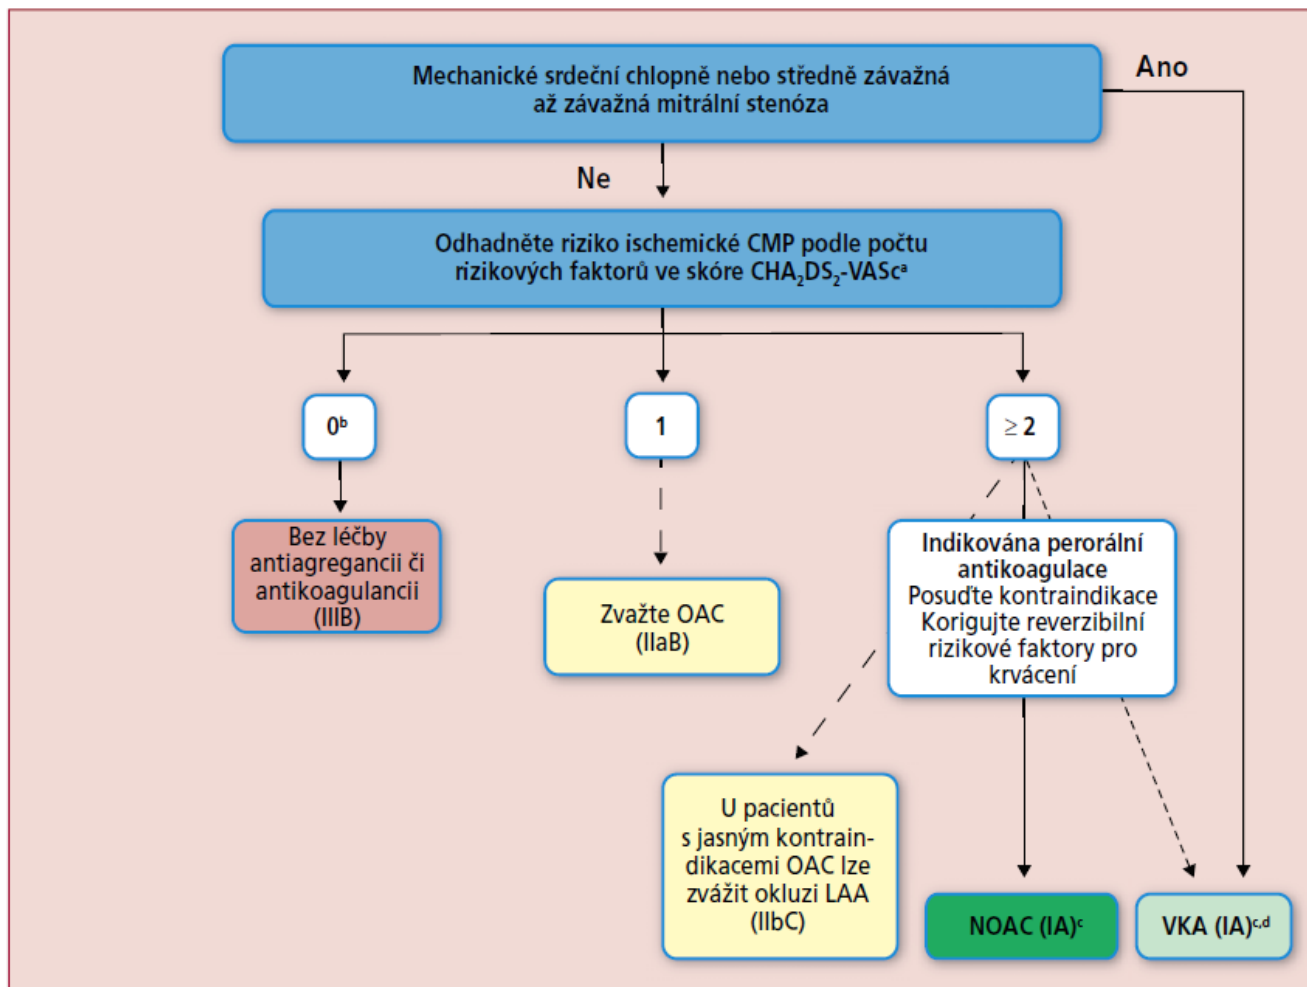 Mechanické srdeční chlopně nebo středně závažná
až závažná mitrální stenóza
Ano
Ne
Odhadněte riziko ischemické CMP podle počtu
rizikových faktorů ve skóre CHA₂DS₂-VAScᵃ
0ᵇ
1
≥ 2
Bez léčby
antiagregancii či
antikoagulancii
(IIIB)
Zvažte OAC
(IIaB)
Indikována perorální
antikoagulace
Posuďte kontraindikace
Korigujte reverzibilní
rizikové faktory pro
krvácení
U pacientů
s jasným kontrain-
dikacemi OAC lze
zvážit okluzi LAA
(IIbC)
NOAC (IA)ᶜ
VKA (IA)ᶜ,ᵈ